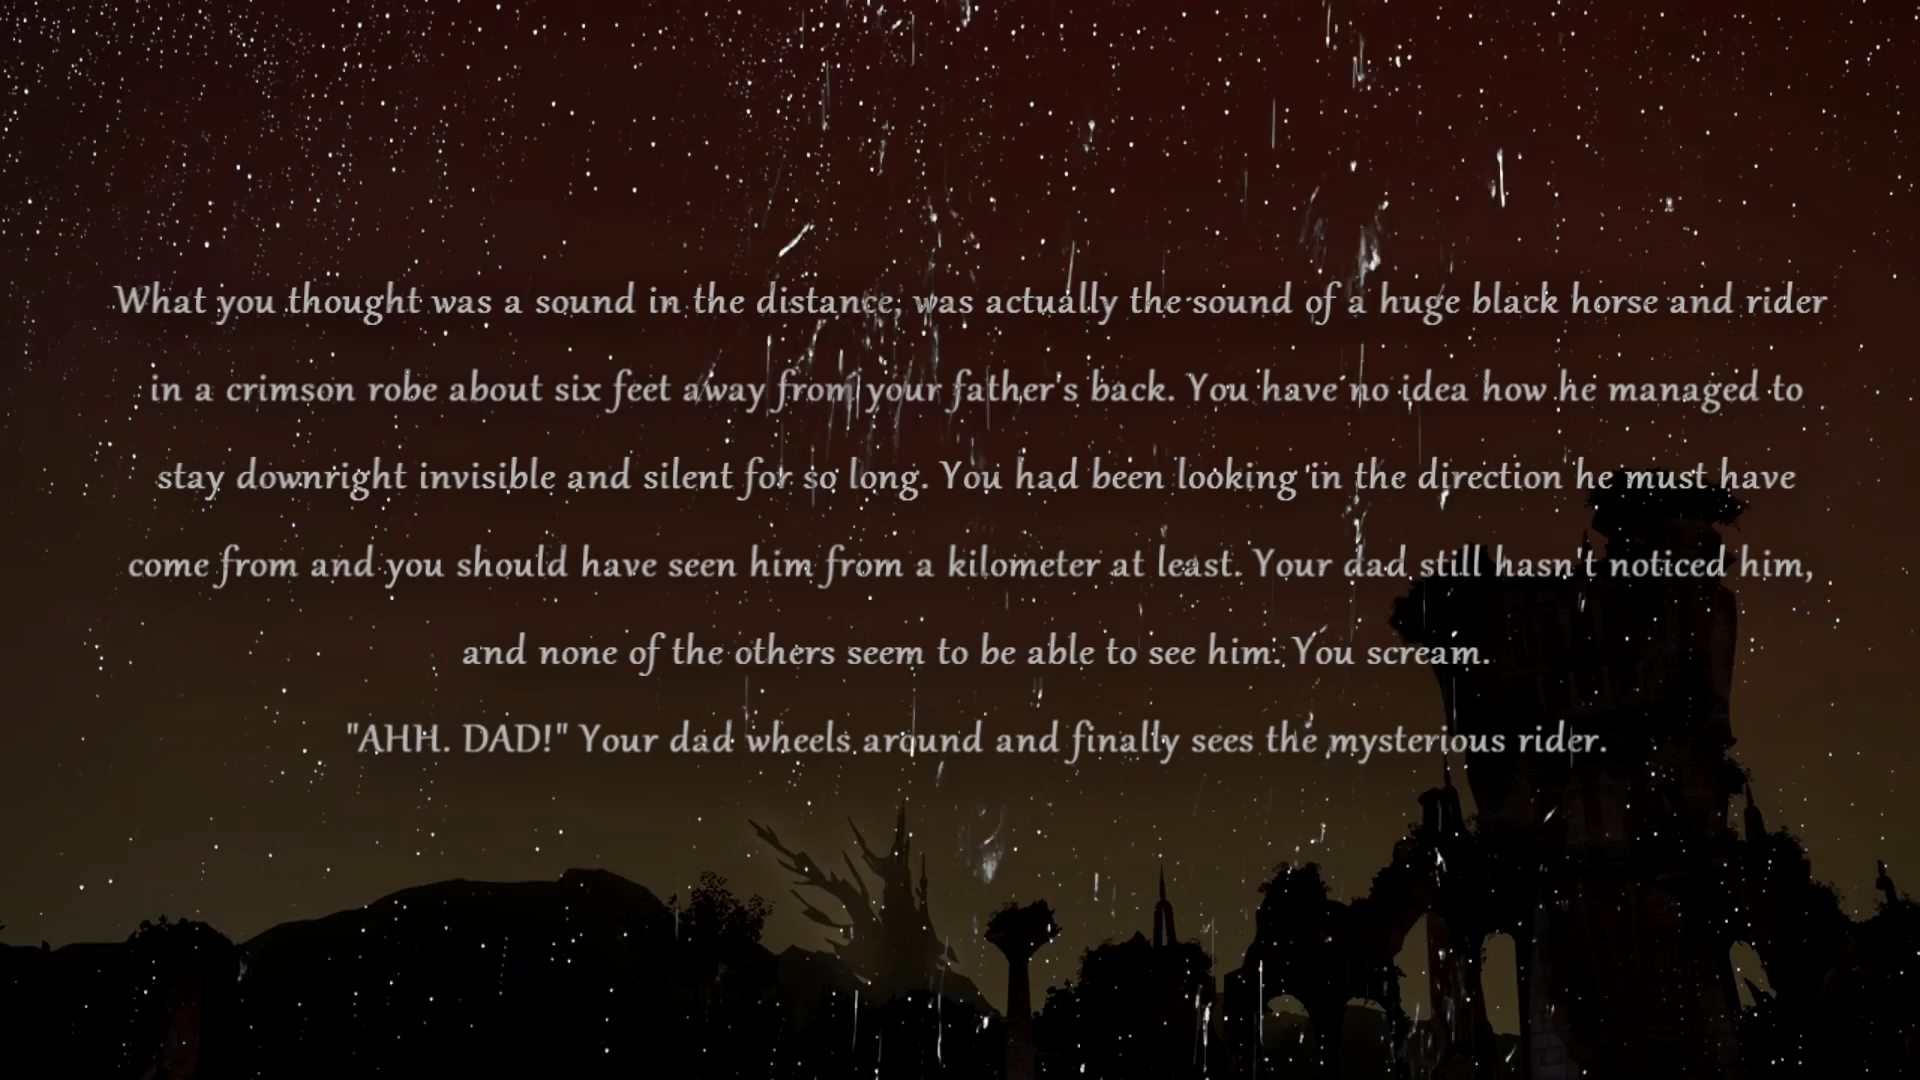 What you thought was a sound in the distance, was actually the sound of a huge black horse and rider
in a crimson robe about six feet away from your father's back. You have no idea how he managed to
stay downright invisible and silent for so long. You had been looking in the direction he must have
come from and you should have seen him from a kilometer at least. Your dad still hasn't noticed him,
and none of the others seem to be able to see him. You scream.
"AHH. DAD!" Your dad wheels around and finally sees the mysterious rider.